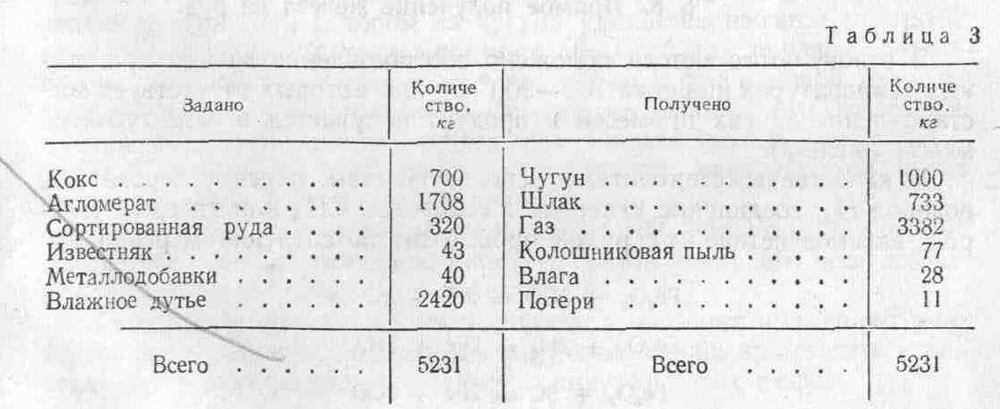 Таблица 3
Задано Количе Получено Количе
ство, ство,
кг кг
Кокс . . . . . . . . . 700 Чугун . . . . . . . . . 1000
Агломерат . . . . . . 1708 Шлак . . . . . . . . . 733
Сортированная руда . . . . 320 Газ . . . . . . . . . . 3382
Известняк . . . . . . . 43 Колошниковая пыль . . . . 77
Металлодобавки . . . . . 40 Влага . . . . . . . . . 28
Влажное дутье . . . . . 2420 Потери . . . . . . . . 11
Всего . . . . . 5231 Всего . . . . . 5231